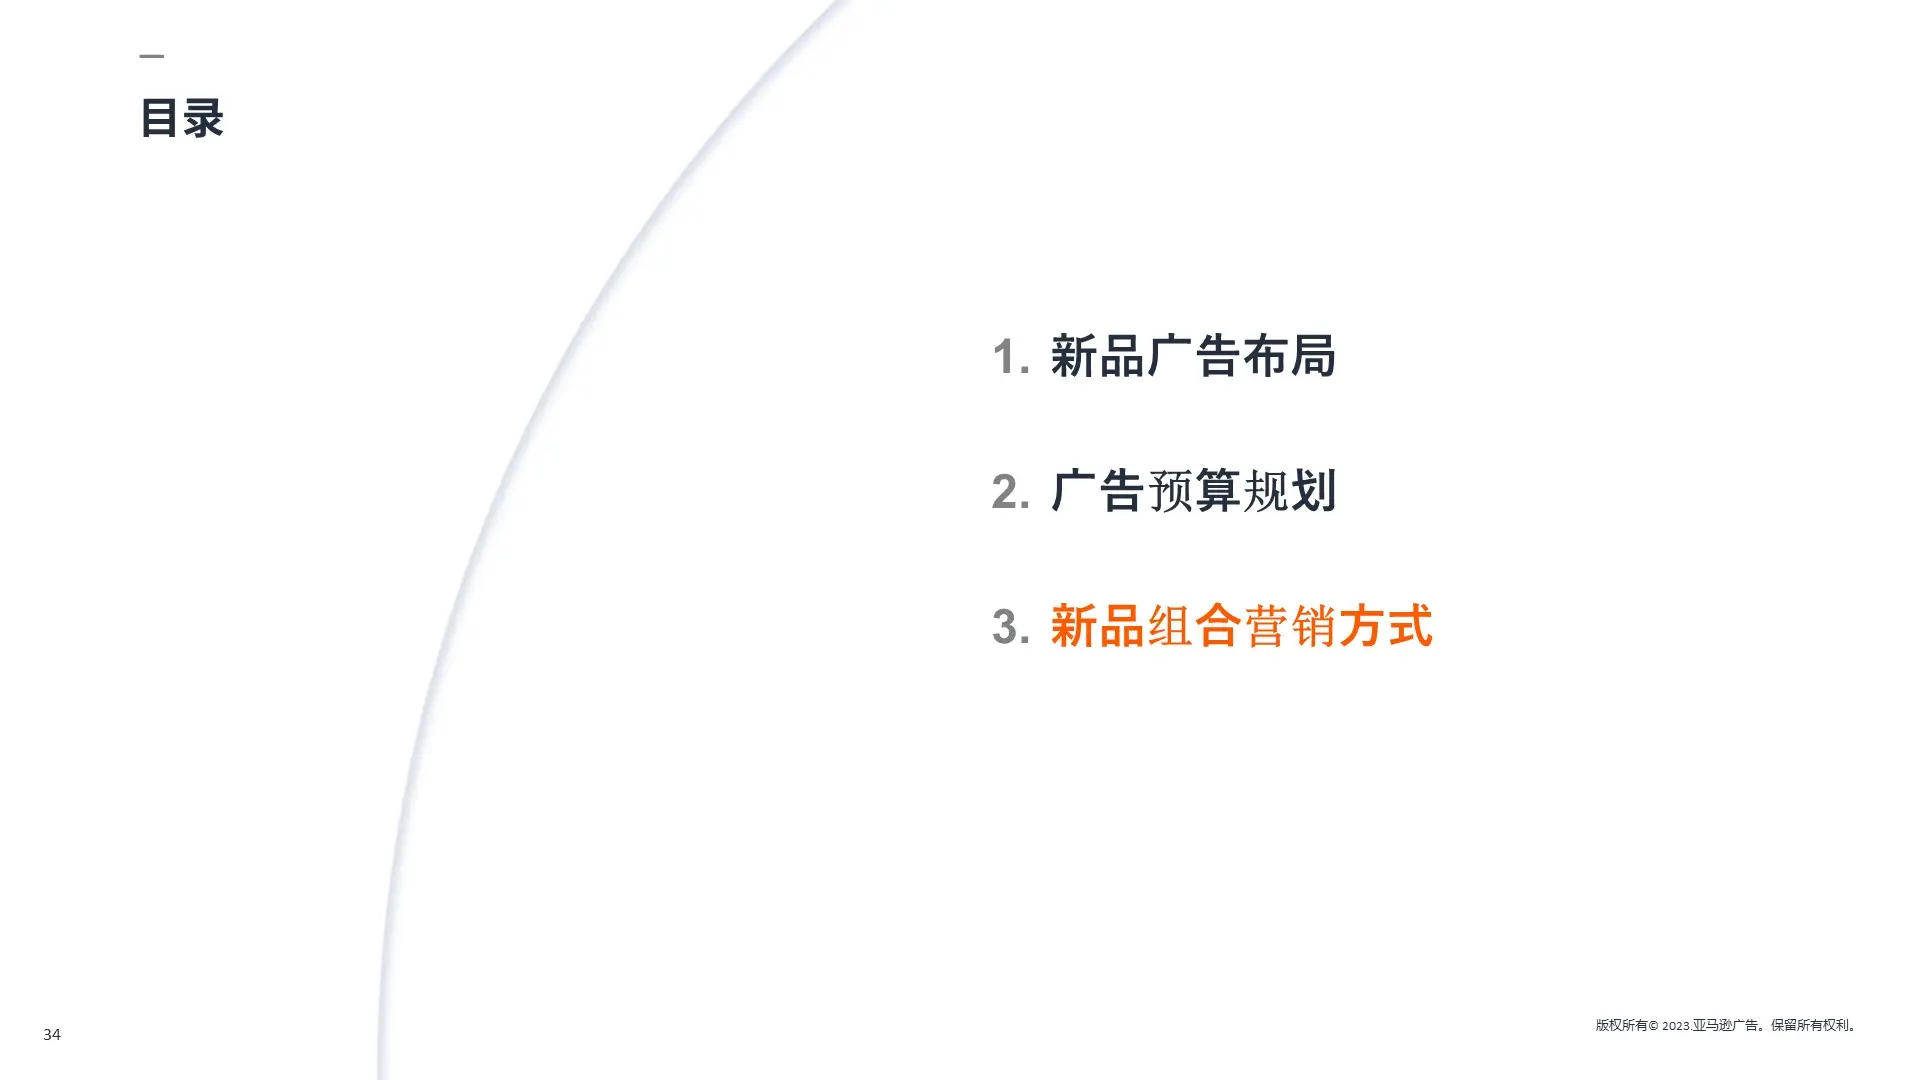 目录
1. 新品广告布局
2. 广告预算规划
3. 新品组合营销方式
34
版权所有© 2023.亚马逊广告。保留所有权利。